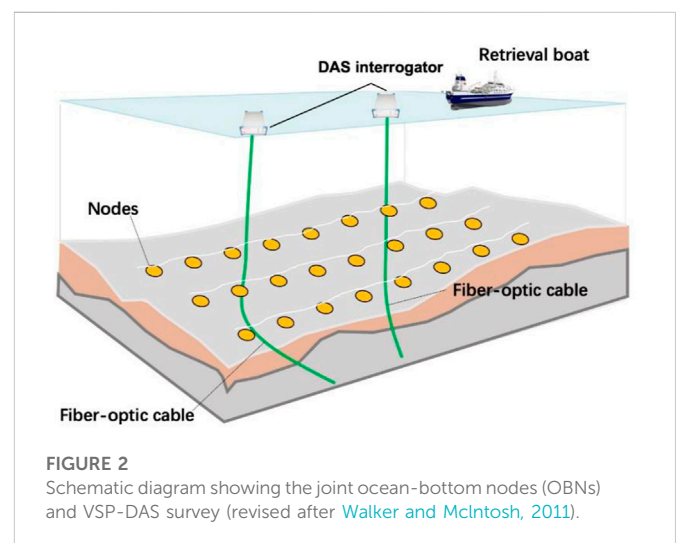 Retrieval boat
DAS interrogator
Nodes
Fiber-optic cable
Fiber-optic cable
FIGURE 2
Schematic diagram showing the joint ocean-bottom nodes (OBNs)
and VSP-DAS survey (revised after Walker and McIntosh, 2011).